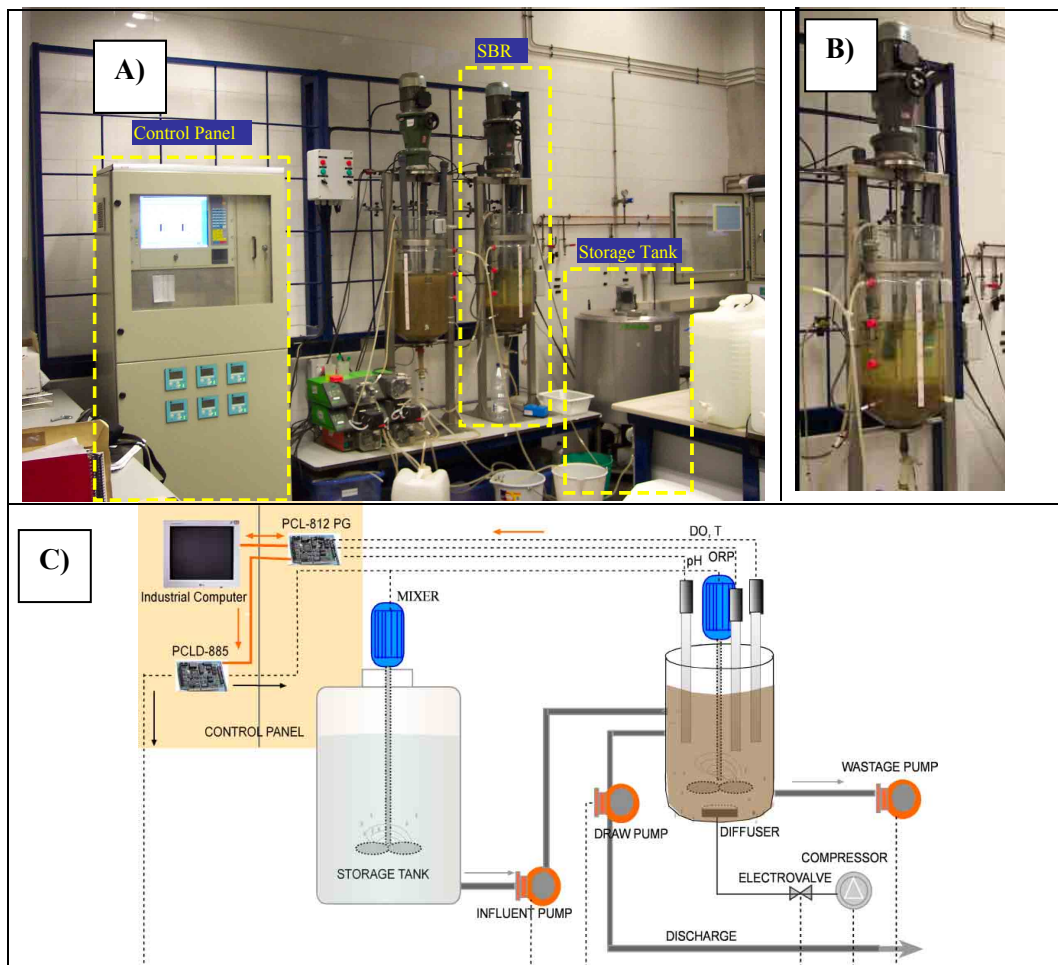 A)
SBR
Control Panel
Storage Tank
B)
C)
PCL-812 PG
DO, T
pH
ORP
Industrial Computer
MIXER
PCLD-885
CONTROL PANEL
WASTAGE PUMP
DRAW PUMP
DIFFUSER
COMPRESSOR
ELECTROVALVE
STORAGE TANK
INFLUENT PUMP
DISCHARGE